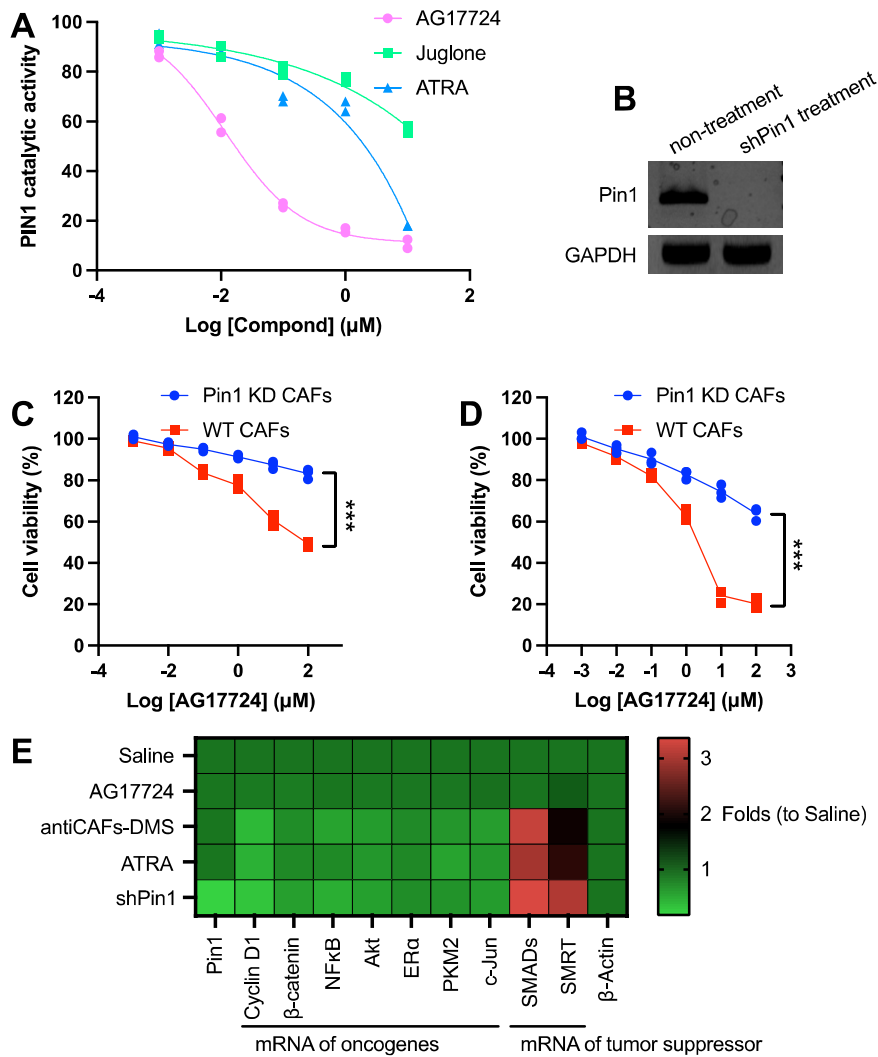 A
100
80
60
40
20
0
PIN1 catalytic activity
-4
-2
0
2
Log [Compond] (μM)
AG17724
Juglone
ATRA
B
non-treatment
shPin1 treatment
Pin1
GAPDH
C
120
100
80
60
40
20
0
Cell viability (%)
-4
-2
0
2
Log [AG17724] (μM)
Pin1 KD CAFs
WT CAFs
***
D
120
100
80
60
40
20
0
Cell viability (%)
-4
-3
-2
-1
0
1
2
3
Log [AG17724] (μM)
Pin1 KD CAFs
WT CAFs
***
E
Saline
AG17724
antiCAFs-DMS
ATRA
shPin1
Pin1
Cyclin D1
β-catenin
NFκB
Akt
ERα
PKM2
c-Jun
SMADs
SMRT
β-Actin
mRNA of oncogenes
mRNA of tumor suppressor
3
2
1
Folds (to Saline)